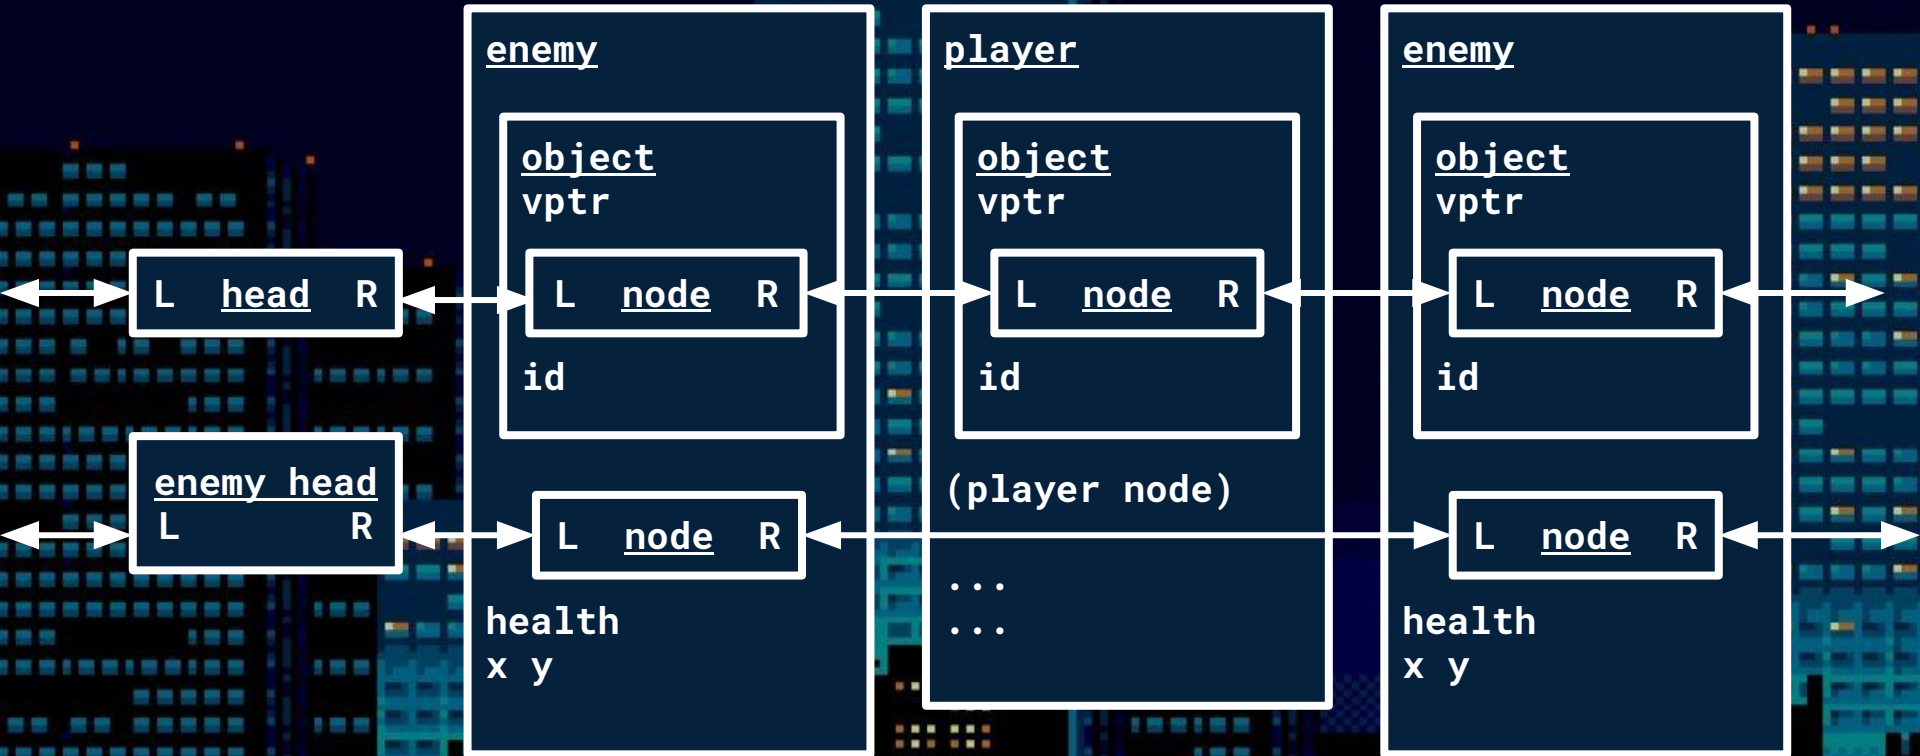 enemy
object
vptr
L node R
id
L node R
health
x y
player
object
vptr
L node R
id
(player node)
...
...
enemy
object
vptr
L node R
id
L node R
health
x y
L head R
enemy head
L R